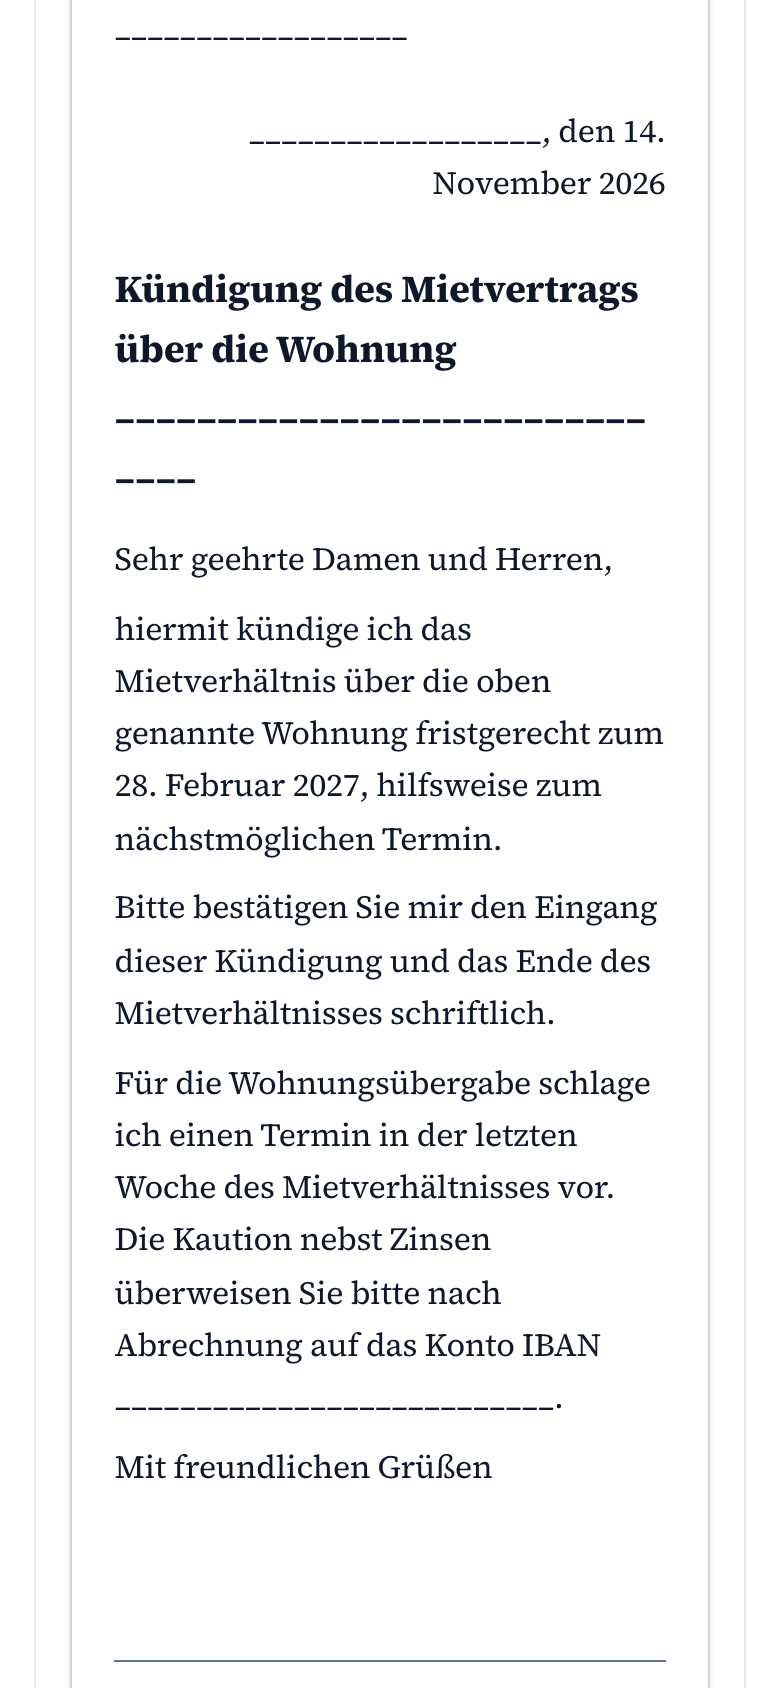 __________________
__________________, den 14.
November 2026
Kündigung des Mietvertrags
über die Wohnung
__________________________
____
Sehr geehrte Damen und Herren,
hiermit kündige ich das
Mietverhältnis über die oben
genannte Wohnung fristgerecht zum
28. Februar 2027, hilfsweise zum
nächstmöglichen Termin.
Bitte bestätigen Sie mir den Eingang
dieser Kündigung und das Ende des
Mietverhältnisses schriftlich.
Für die Wohnungsübergabe schlage
ich einen Termin in der letzten
Woche des Mietverhältnisses vor.
Die Kaution nebst Zinsen
überweisen Sie bitte nach
Abrechnung auf das Konto IBAN
___________________________.
Mit freundlichen Grüßen